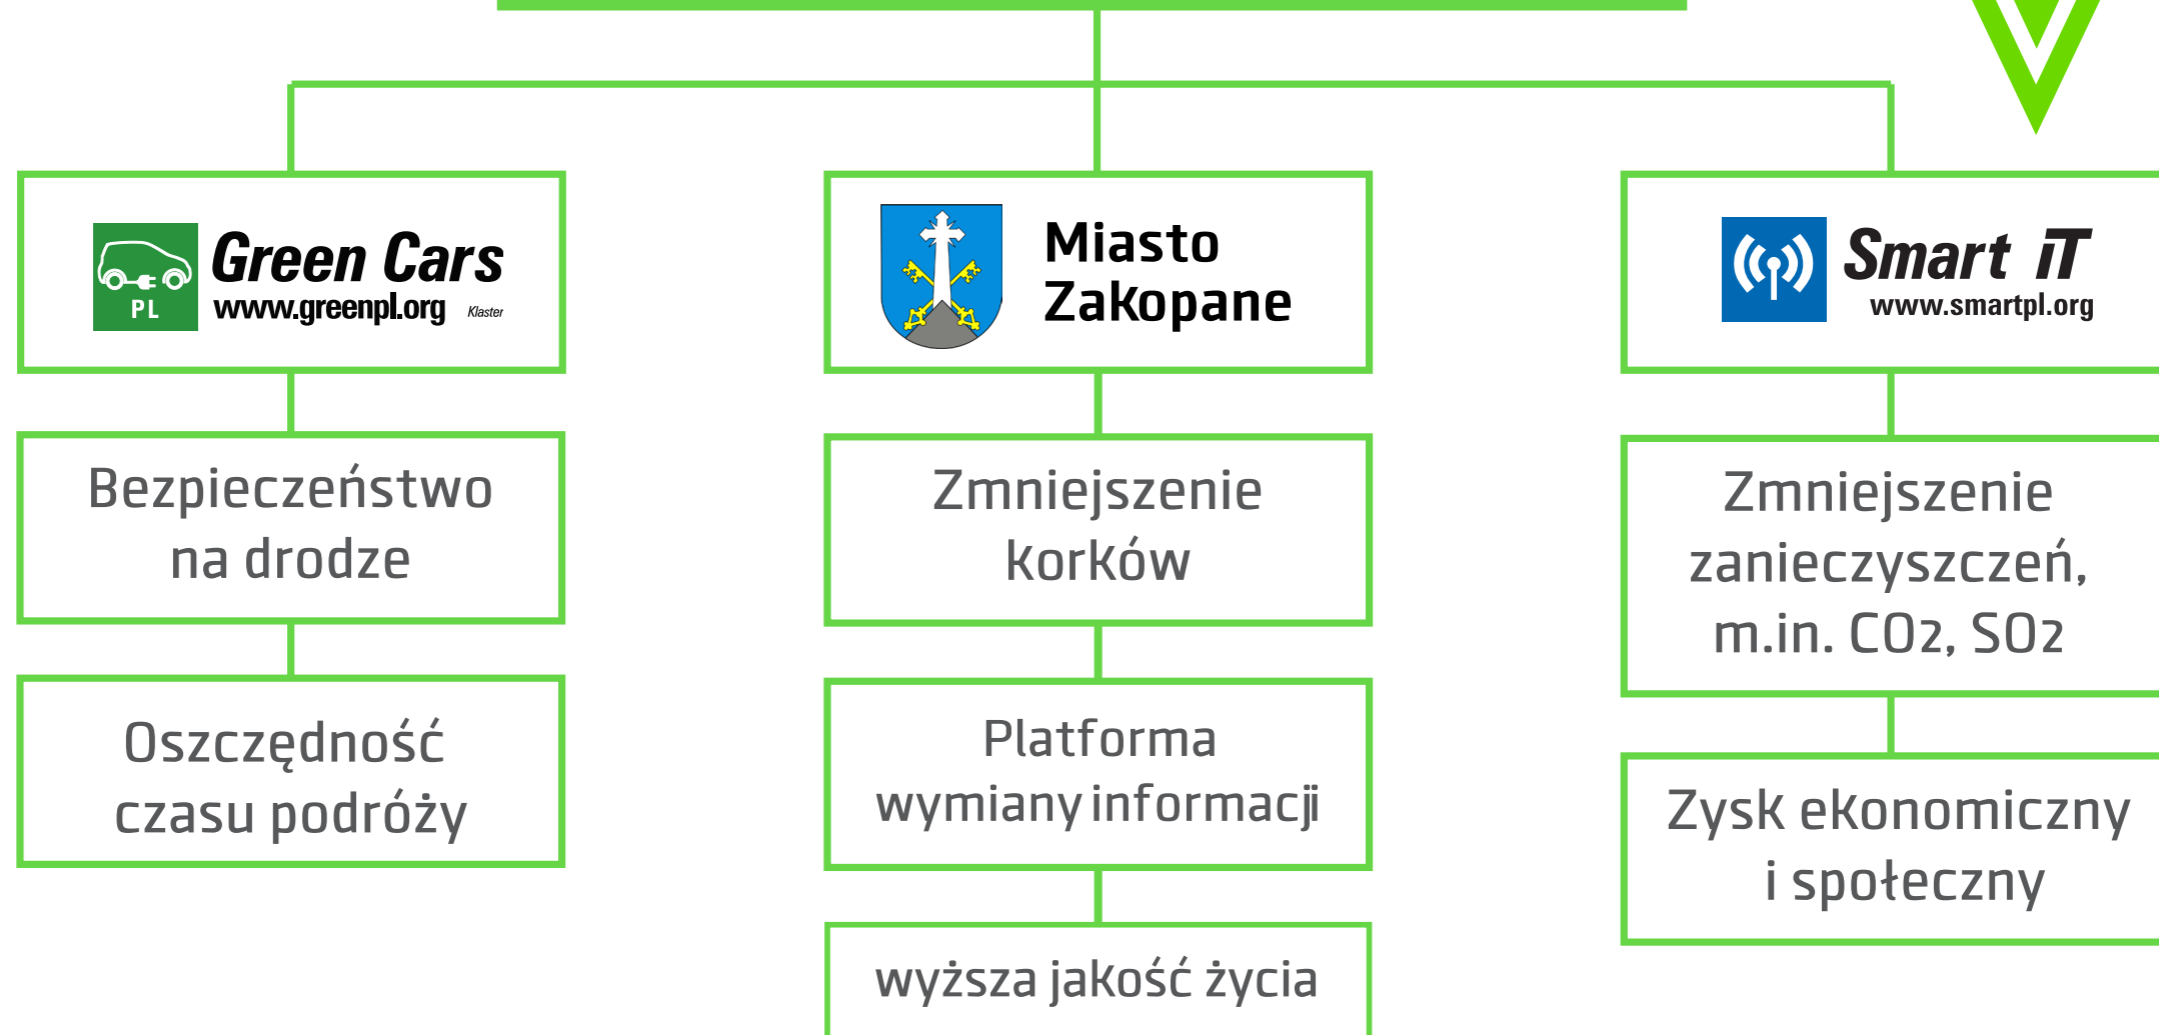 PL
Green Cars
www.greenpl.org Klaster
Bezpieczeństwo
na drodze
Oszczędność
czasu podróży
Miasto
Zakopane
Zmniejszenie
korków
Platforma
wymiany informacji
wyższa jakość życia
Smart iT
www.smartpl.org
Zmniejszenie
zanieczyszczeń,
m.in. CO2, SO2
Zysk ekonomiczny
i społeczny